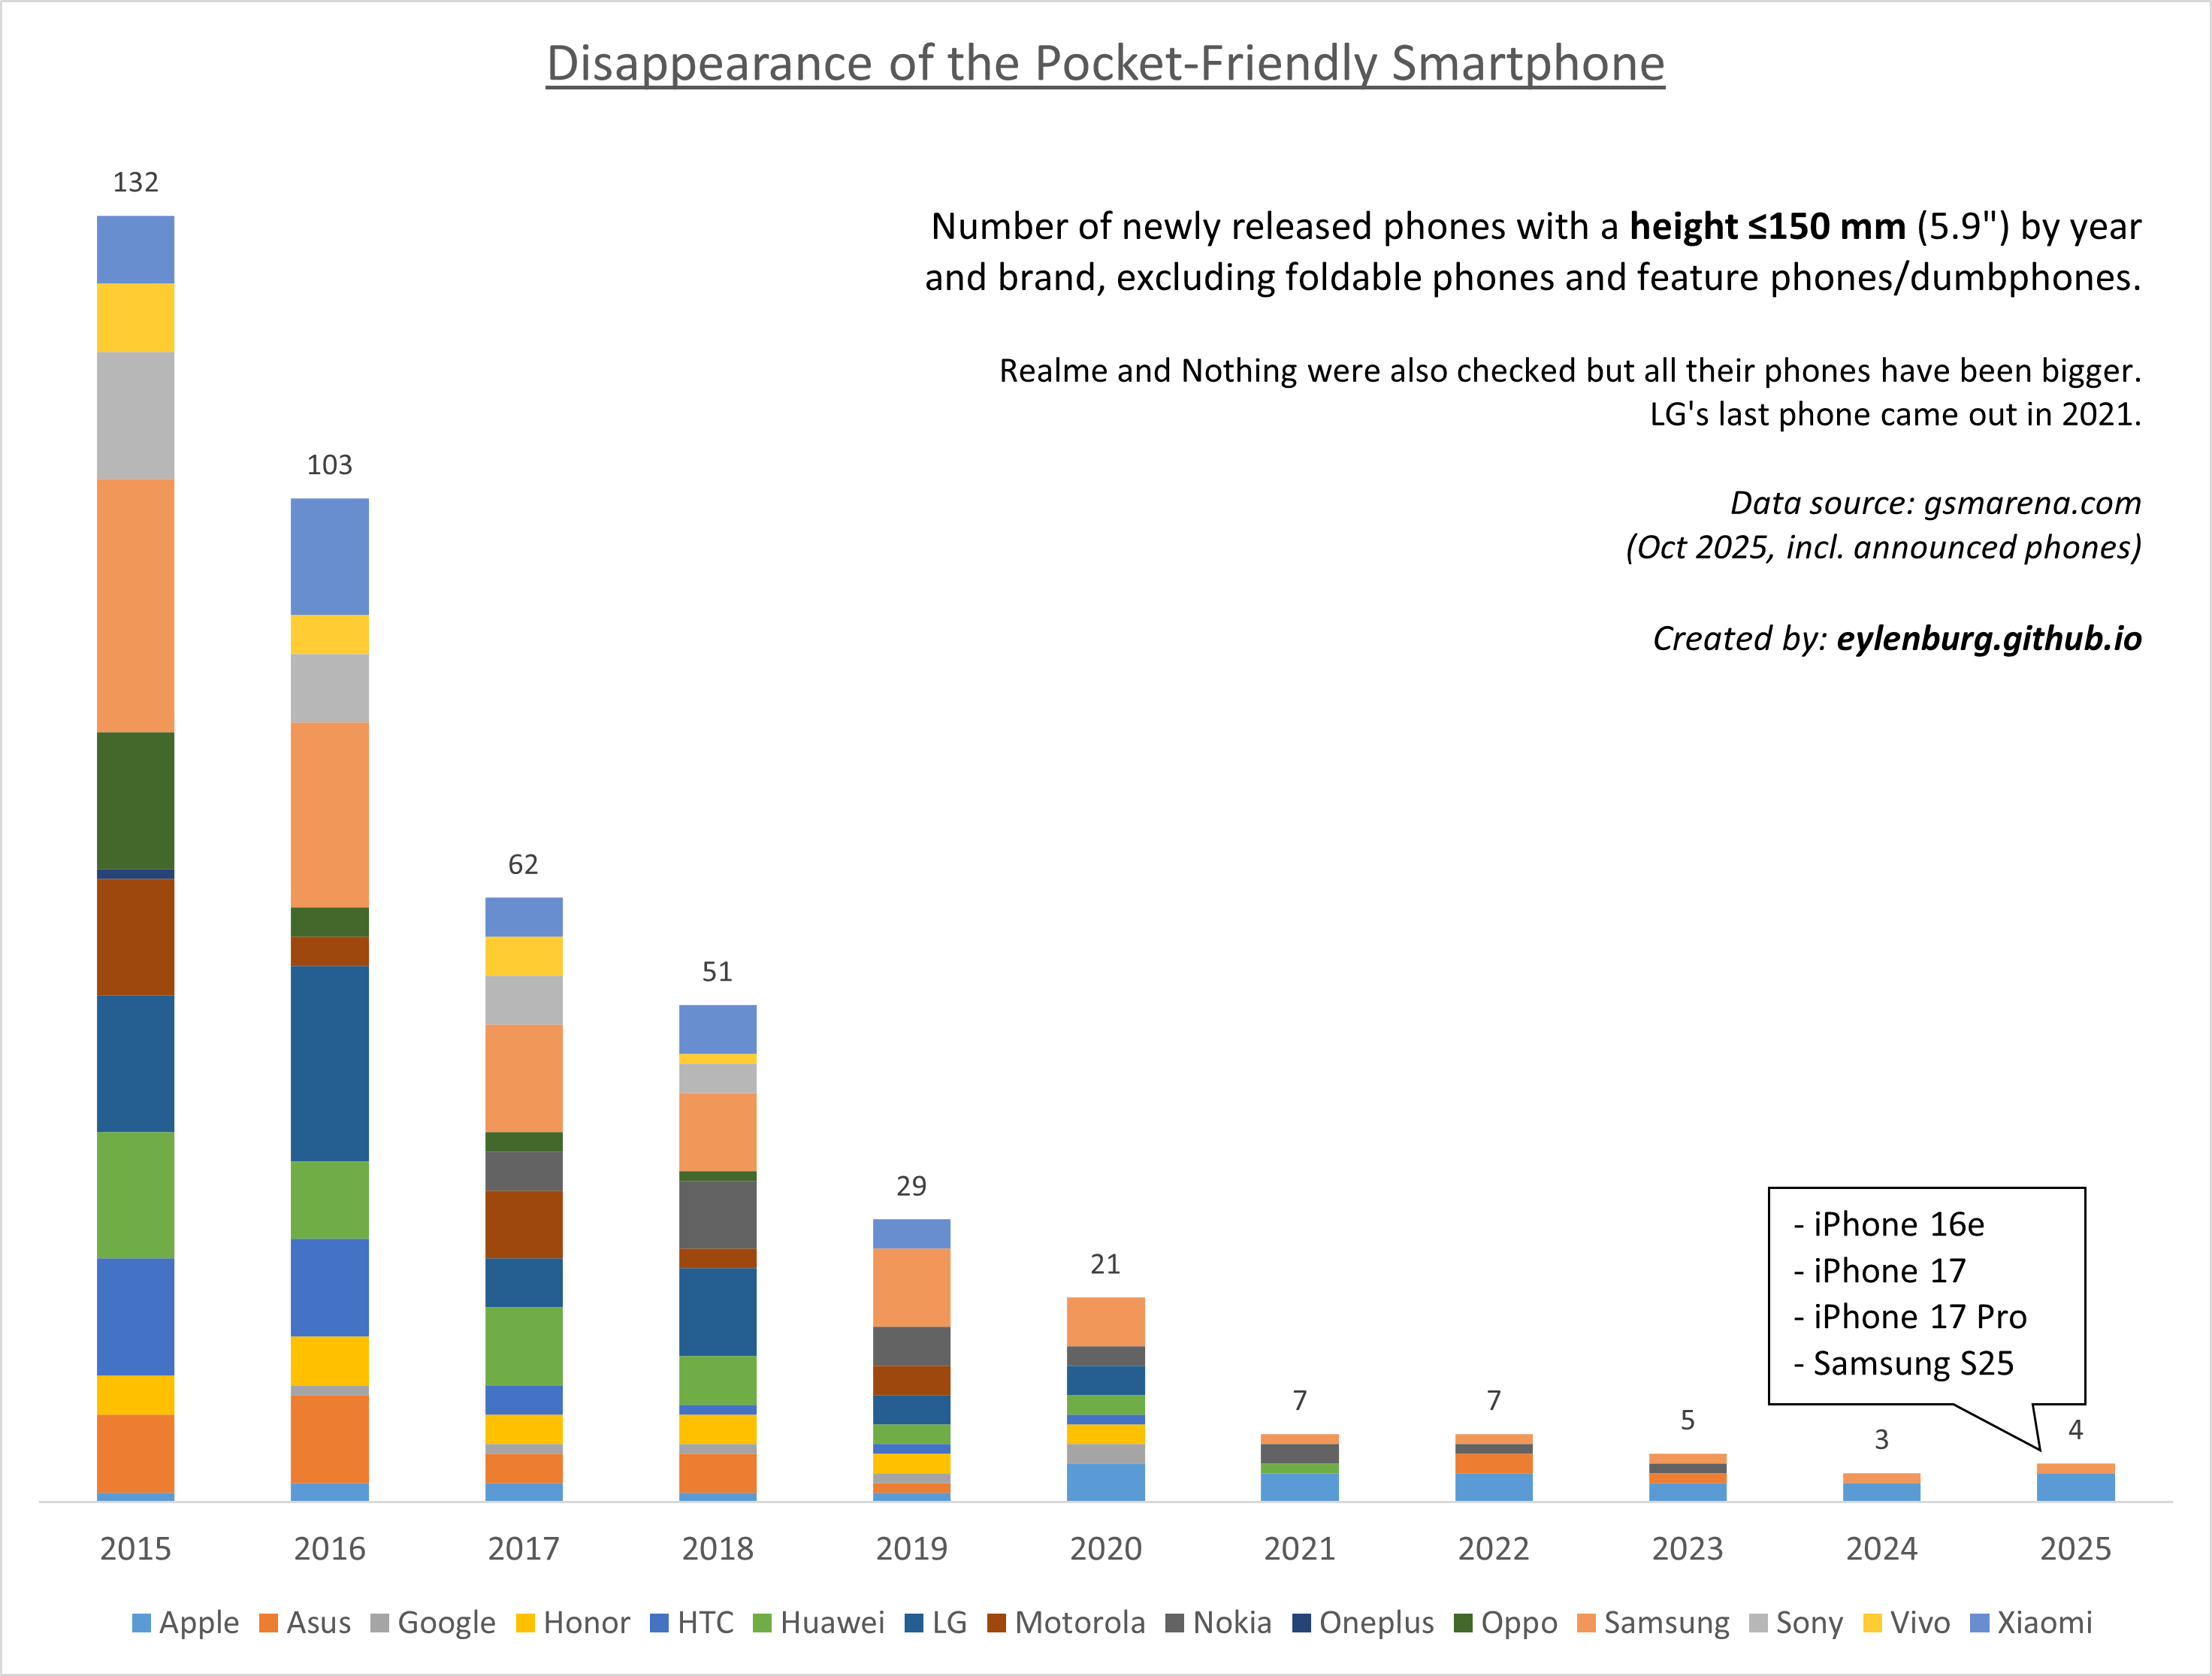 Disappearance of the Pocket-Friendly Smartphone
132
Number of newly released phones with a height ≤150 mm (5.9") by year
and brand, excluding foldable phones and feature phones/dumbphones.
Realme and Nothing were also checked but all their phones have been bigger.
LG's last phone came out in 2021.
103
Data source: gsmarena.com
(Oct 2025, incl. announced phones)
Created by: eylenburg.github.io
62
51
29
21
- iPhone 16e
- iPhone 17
- iPhone 17 Pro
- Samsung S25
7
7
5
3
4
2015 2016 2017 2018 2019 2020 2021 2022 2023 2024 2025
Apple Asus Google Honor HTC Huawei LG Motorola Nokia Oneplus Oppo Samsung Sony Vivo Xiaomi